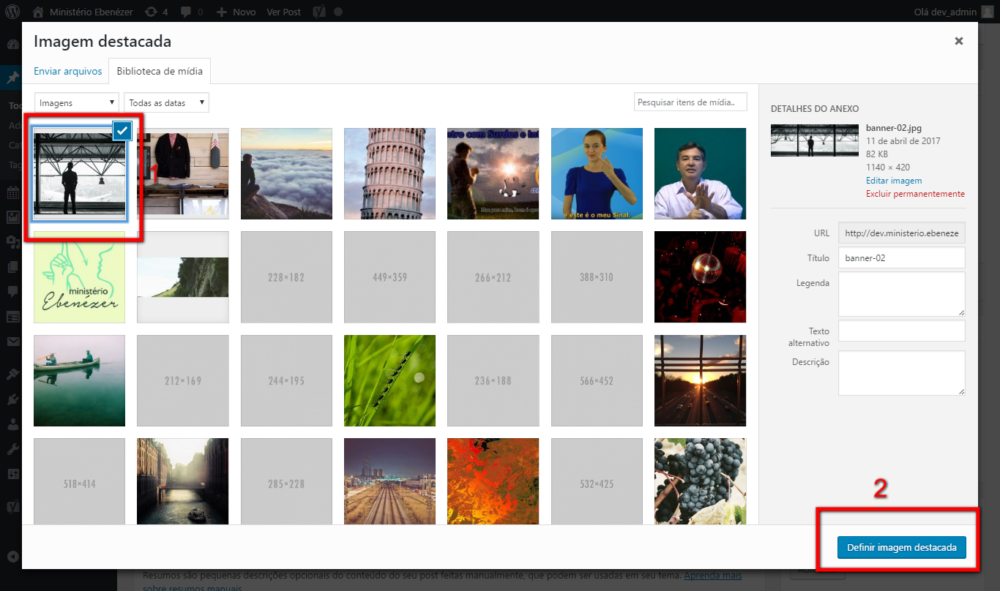 Ministério Ebenézer
4
0
Novo
Ver Post
Olá dev_admin
Imagem destacada
Enviar arquivos
Biblioteca de mídia
Imagens
Todas as datas
Pesquisar itens de mídia..
1
Mas para mim, bom é
e este é o meu Sinal.
ministério
Ebenézer
228×182
449×359
266×212
388×310
212×169
244×195
236×188
566×452
518×414
285×228
532×425
DETALHES DO ANEXO
banner-02.jpg
11 de abril de 2017
82 KB
1140 × 420
Editar imagem
Excluir permanentemente
URL
http://dev.ministerio.ebeneze
Título
banner-02
Legenda
Texto
alternativo
Descrição
2
Definir imagem destacada
Resumos são pequenas descrições opcionais do conteúdo do seu post feitas manualmente, que podem ser usadas em seu tema. Aprenda mais
sobre resumos manuais